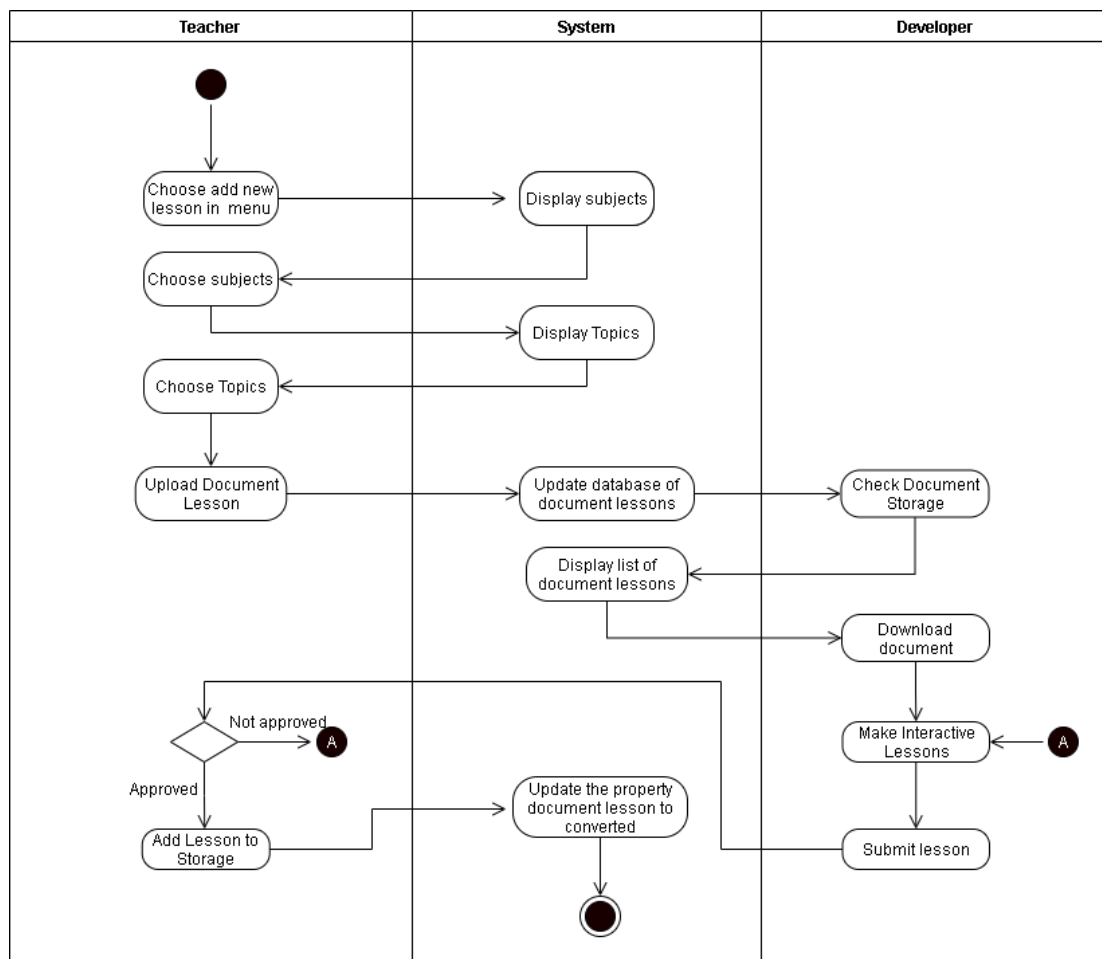 Teacher
System
Developer
Choose add new
lesson in menu
Display subjects
Choose subjects
Display Topics
Choose Topics
Upload Document
Lesson
Update database of
document lessons
Check Document
Storage
Display list of
document lessons
Download
document
Not approved
A
Make Interactive
Lessons
A
Approved
Update the property
document lesson to
converted
Add Lesson to
Storage
Submit lesson